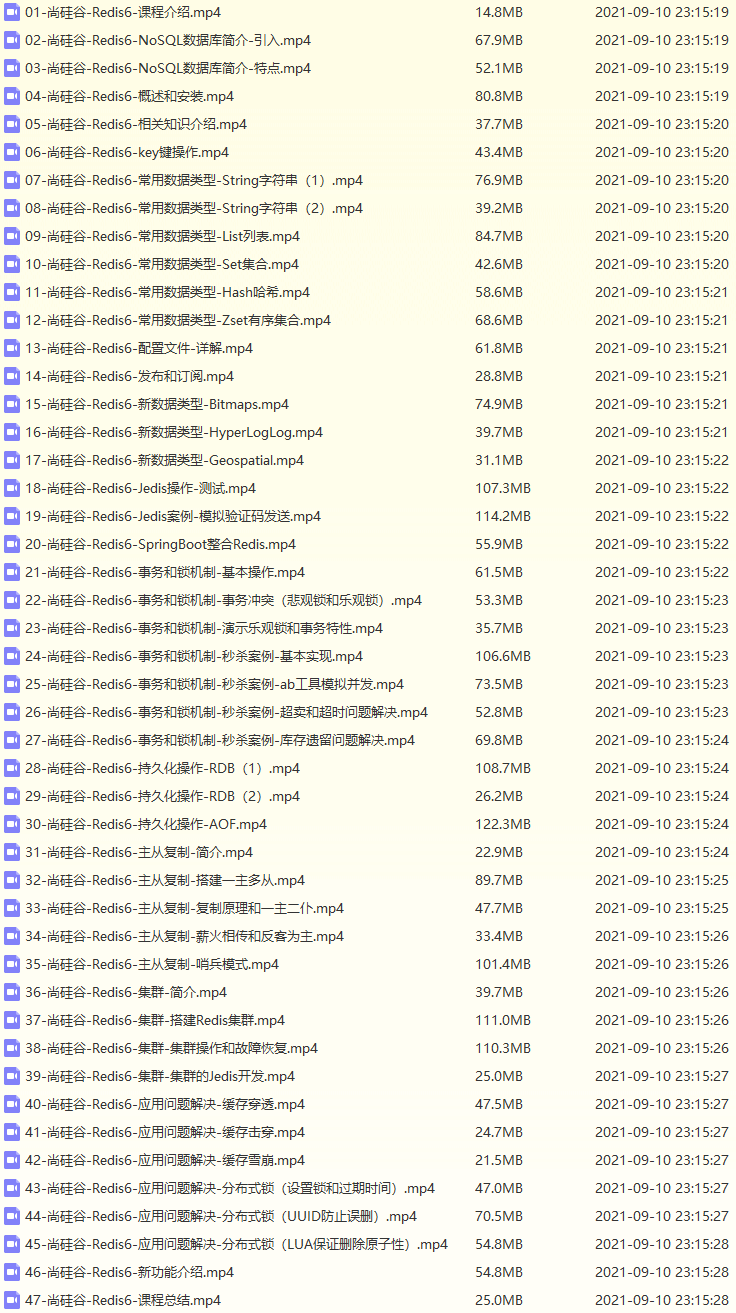 01-尚硅谷-Redis6-课程介绍.mp4 14.8MB 2021-09-10 23:15:19
02-尚硅谷-Redis6-NoSQL数据库简介-引入.mp4 67.9MB 2021-09-10 23:15:19
03-尚硅谷-Redis6-NoSQL数据库简介-特点.mp4 52.1MB 2021-09-10 23:15:19
04-尚硅谷-Redis6-概述和安装.mp4 80.8MB 2021-09-10 23:15:19
05-尚硅谷-Redis6-相关知识介绍.mp4 37.7MB 2021-09-10 23:15:20
06-尚硅谷-Redis6-key键操作.mp4 43.4MB 2021-09-10 23:15:20
07-尚硅谷-Redis6-常用数据类型-String字符串（1）.mp4 76.9MB 2021-09-10 23:15:20
08-尚硅谷-Redis6-常用数据类型-String字符串（2）.mp4 39.2MB 2021-09-10 23:15:20
09-尚硅谷-Redis6-常用数据类型-List列表.mp4 84.7MB 2021-09-10 23:15:20
10-尚硅谷-Redis6-常用数据类型-Set集合.mp4 42.6MB 2021-09-10 23:15:20
11-尚硅谷-Redis6-常用数据类型-Hash哈希.mp4 58.6MB 2021-09-10 23:15:21
12-尚硅谷-Redis6-常用数据类型-Zset有序集合.mp4 68.6MB 2021-09-10 23:15:21
13-尚硅谷-Redis6-配置文件-详解.mp4 61.8MB 2021-09-10 23:15:21
14-尚硅谷-Redis6-发布和订阅.mp4 28.8MB 2021-09-10 23:15:21
15-尚硅谷-Redis6-新数据类型-Bitmaps.mp4 74.9MB 2021-09-10 23:15:21
16-尚硅谷-Redis6-新数据类型-HyperLogLog.mp4 39.7MB 2021-09-10 23:15:21
17-尚硅谷-Redis6-新数据类型-Geospatial.mp4 31.1MB 2021-09-10 23:15:22
18-尚硅谷-Redis6-Jedis操作-测试.mp4 107.3MB 2021-09-10 23:15:22
19-尚硅谷-Redis6-Jedis案例-模拟验证码发送.mp4 114.2MB 2021-09-10 23:15:22
20-尚硅谷-Redis6-SpringBoot整合Redis.mp4 55.9MB 2021-09-10 23:15:22
21-尚硅谷-Redis6-事务和锁机制-基本操作.mp4 61.5MB 2021-09-10 23:15:22
22-尚硅谷-Redis6-事务和锁机制-事务冲突（悲观锁和乐观锁）.mp4 53.3MB 2021-09-10 23:15:23
23-尚硅谷-Redis6-事务和锁机制-演示乐观锁和事务特性.mp4 35.7MB 2021-09-10 23:15:23
24-尚硅谷-Redis6-事务和锁机制-秒杀案例-基本实现.mp4 106.6MB 2021-09-10 23:15:23
25-尚硅谷-Redis6-事务和锁机制-秒杀案例-ab工具模拟并发.mp4 73.5MB 2021-09-10 23:15:23
26-尚硅谷-Redis6-事务和锁机制-秒杀案例-超卖和超时问题解决.mp4 52.8MB 2021-09-10 23:15:23
27-尚硅谷-Redis6-事务和锁机制-秒杀案例-库存遗留问题解决.mp4 69.8MB 2021-09-10 23:15:24
28-尚硅谷-Redis6-持久化操作-RDB（1）.mp4 108.7MB 2021-09-10 23:15:24
29-尚硅谷-Redis6-持久化操作-RDB（2）.mp4 26.2MB 2021-09-10 23:15:24
30-尚硅谷-Redis6-持久化操作-AOF.mp4 122.3MB 2021-09-10 23:15:24
31-尚硅谷-Redis6-主从复制-简介.mp4 22.9MB 2021-09-10 23:15:24
32-尚硅谷-Redis6-主从复制-搭建一主多从.mp4 89.7MB 2021-09-10 23:15:25
33-尚硅谷-Redis6-主从复制-复制原理和一主二仆.mp4 47.7MB 2021-09-10 23:15:25
34-尚硅谷-Redis6-主从复制-薪火相传和反客为主.mp4 33.4MB 2021-09-10 23:15:26
35-尚硅谷-Redis6-主从复制-哨兵模式.mp4 101.4MB 2021-09-10 23:15:26
36-尚硅谷-Redis6-集群-简介.mp4 39.7MB 2021-09-10 23:15:26
37-尚硅谷-Redis6-集群-搭建Redis集群.mp4 111.0MB 2021-09-10 23:15:26
38-尚硅谷-Redis6-集群-集群操作和故障恢复.mp4 110.3MB 2021-09-10 23:15:26
39-尚硅谷-Redis6-集群-集群的Jedis开发.mp4 25.0MB 2021-09-10 23:15:27
40-尚硅谷-Redis6-应用问题解决-缓存穿透.mp4 47.5MB 2021-09-10 23:15:27
41-尚硅谷-Redis6-应用问题解决-缓存击穿.mp4 24.7MB 2021-09-10 23:15:27
42-尚硅谷-Redis6-应用问题解决-缓存雪崩.mp4 21.5MB 2021-09-10 23:15:27
43-尚硅谷-Redis6-应用问题解决-分布式锁（设置锁和过期时间）.mp4 47.0MB 2021-09-10 23:15:27
44-尚硅谷-Redis6-应用问题解决-分布式锁（UUID防止误删）.mp4 70.5MB 2021-09-10 23:15:27
45-尚硅谷-Redis6-应用问题解决-分布式锁（LUA保证删除原子性）.mp4 54.8MB 2021-09-10 23:15:28
46-尚硅谷-Redis6-新功能介绍.mp4 54.8MB 2021-09-10 23:15:28
47-尚硅谷-Redis6-课程总结.mp4 25.0MB 2021-09-10 23:15:28